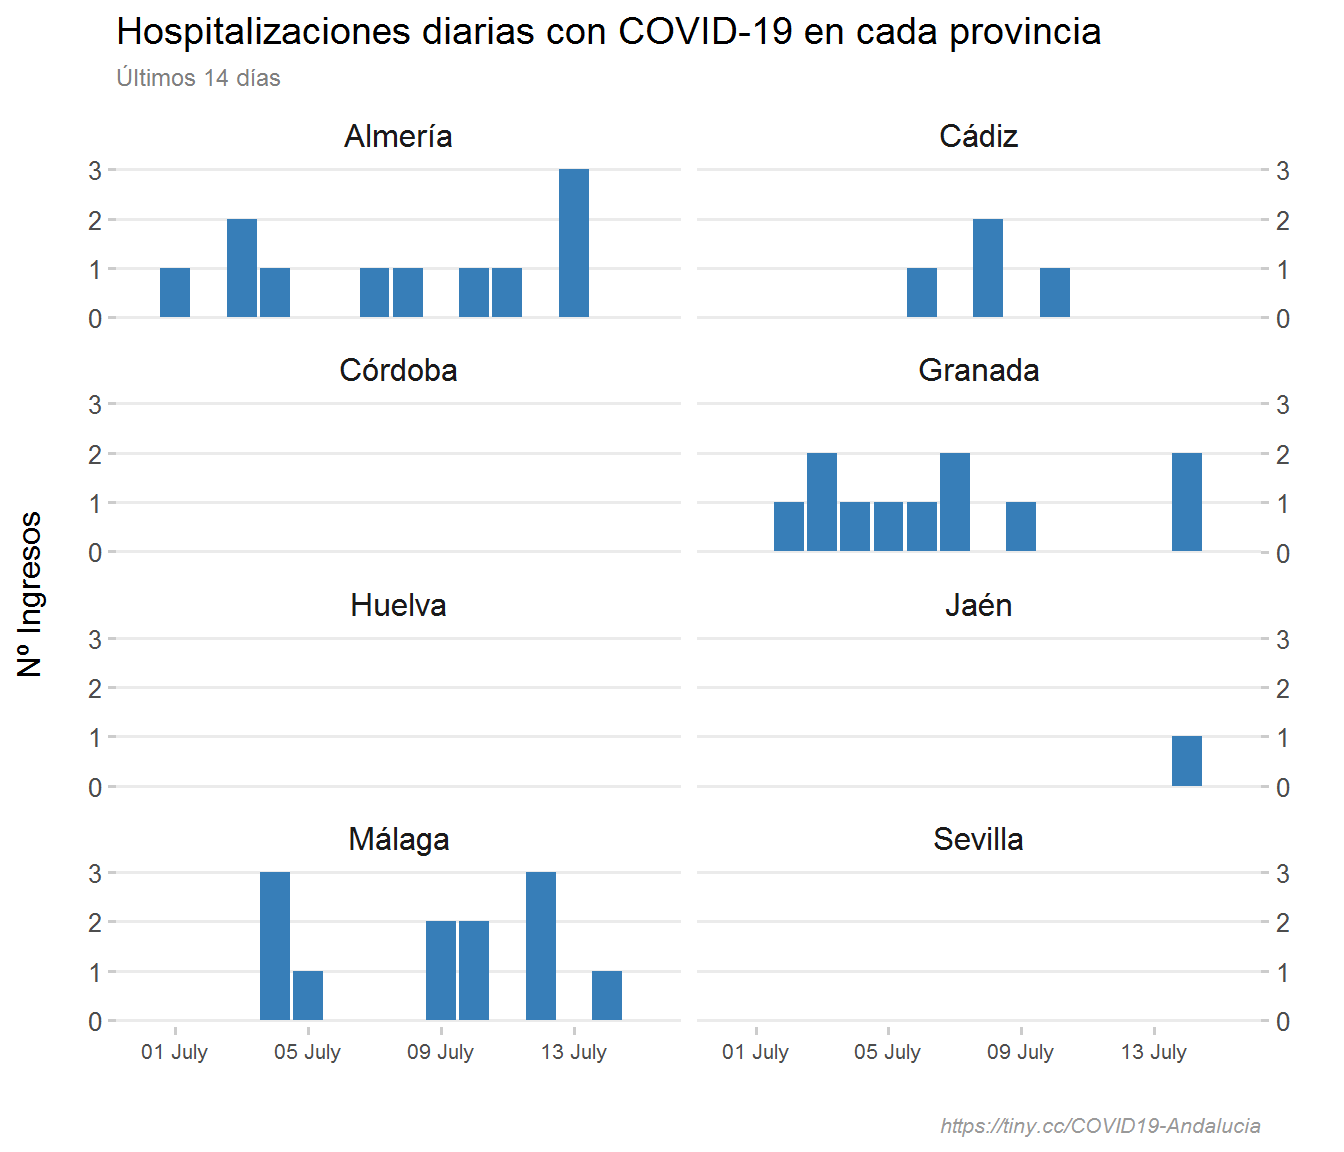 Hospitalizaciones diarias con COVID-19 en cada provincia
Últimos 14 días
Almería
Cádiz
3
2
1
0
3
2
1
0
Córdoba
Granada
3
2
1
0
3
2
1
0
Nº Ingresos
Huelva
Jaén
3
2
1
0
3
2
1
0
Málaga
Sevilla
3
2
1
0
3
2
1
0
01 July 05 July 09 July 13 July
01 July 05 July 09 July 13 July
https://tiny.cc/COVID19-Andalucia